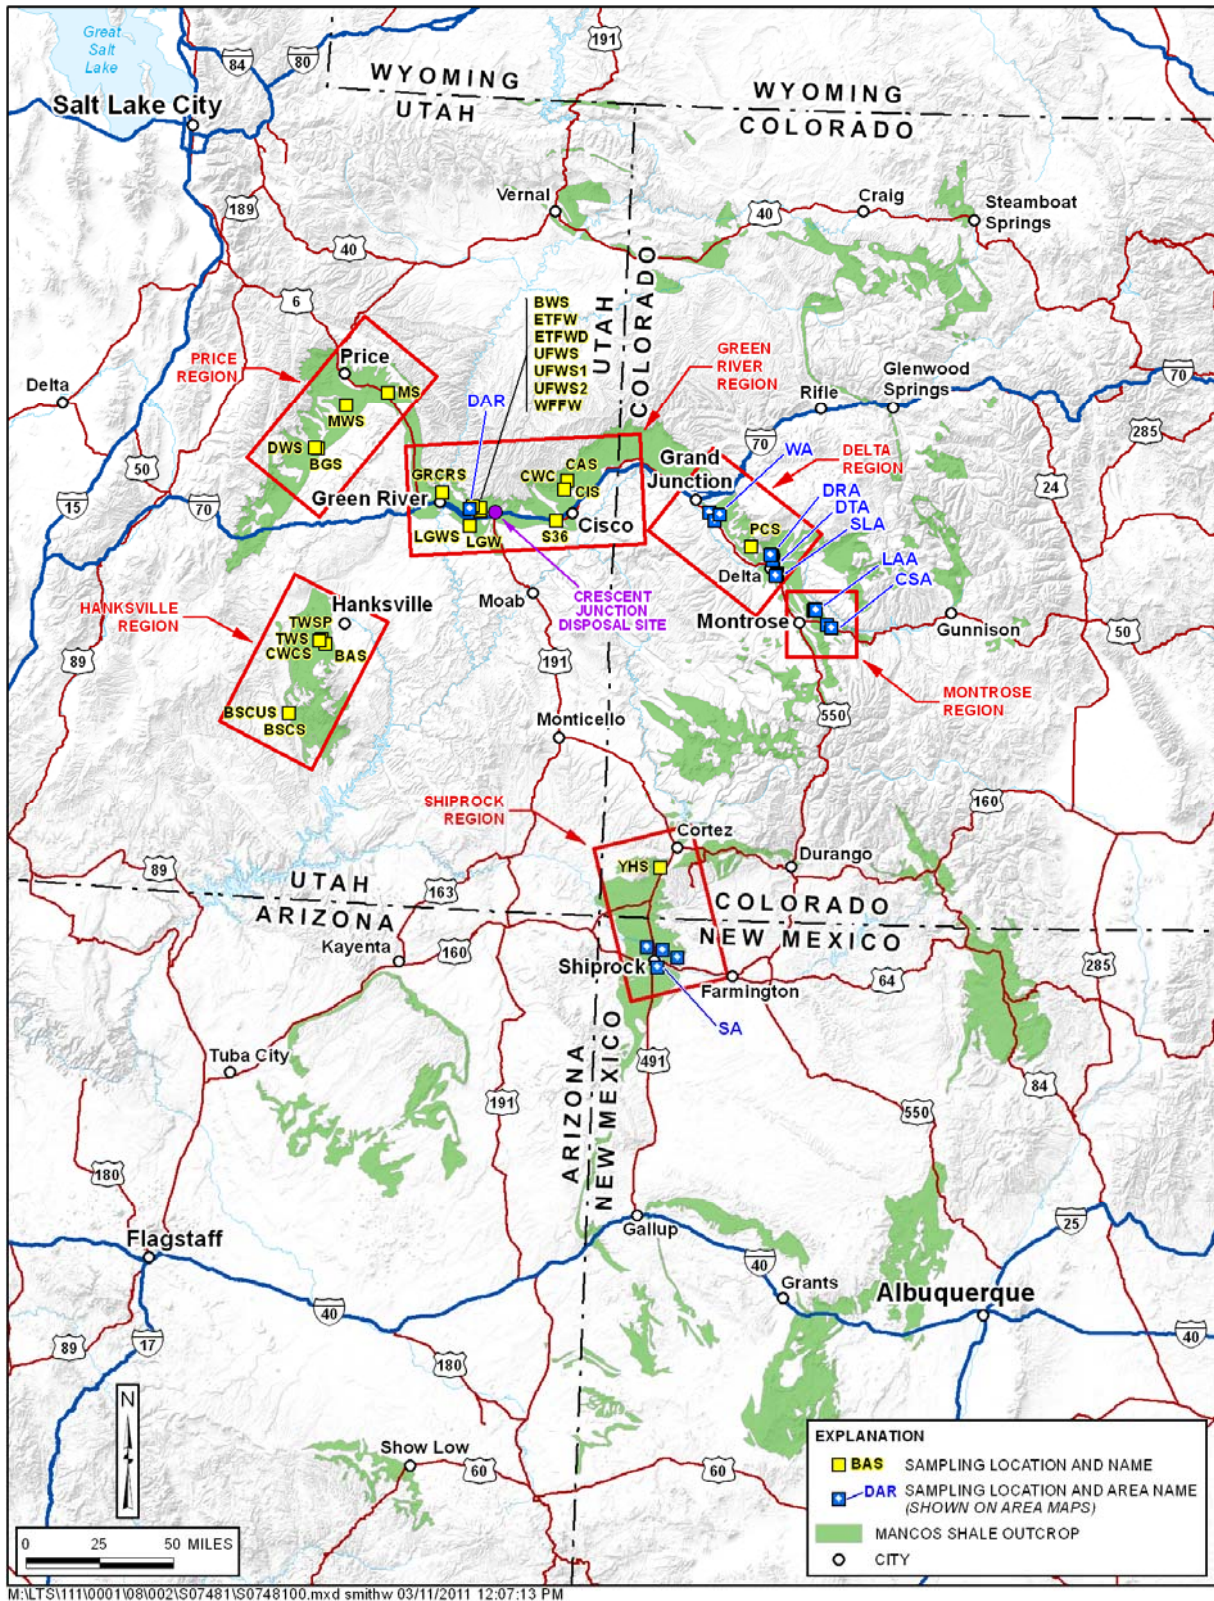 Great
Salt
Lake
84
80
191
WYOMING
UTAH
WYOMING
COLORADO
Salt Lake City
189
Vernal
40
Craig
Steamboat
Springs
40
6
UTAH
COLORADO
BWS
ETFW
ETFWD
UFWS
UFWS1
UFWS2
WFFW
GREEN
RIVER
REGION
PRICE
REGION
Price
MS
MWS
DWS
BGS
Delta
DAR
Rifle
Glenwood
Springs
70
285
50
15
70
GRCRS
Green River
LGWS
LGW
CAS
CWC
CIS
S36
Cisco
Grand
Junction
70
WA
DELTA
REGION
DRA
DTA
SLA
PCS
Delta
24
LAA
CSA
Moab
CRESCENT
JUNCTION
DISPOSAL SITE
Montrose
Gunnison
50
HANKSVILLE
REGION
Hanksville
TWSP
TWS
CWCS
BAS
BSCUS
BSCS
89
191
MONTROSE
REGION
550
Monticello
SHIPROCK
REGION
160
Cortez
YHS
Durango
89
UTAH
ARIZONA
163
COLORADO
NEW MEXICO
Kayenta
160
Shiprock
Farmington
64
285
SA
ARIZONA
NEW MEXICO
491
Tuba City
191
84
550
180
Gallup
25
Flagstaff
40
Grants
Albuquerque
40
40
89
17
180
N
Show Low
60
60
EXPLANATION
BAS SAMPLING LOCATION AND NAME
DAR SAMPLING LOCATION AND AREA NAME
(SHOWN ON AREA MAPS)
MANCOS SHALE OUTCROP
CITY
0 25 50 MILES
M:\LTS\111\0001\08\002\S07481\S0748100.mxd smithw 03/11/2011 12:07:13 PM